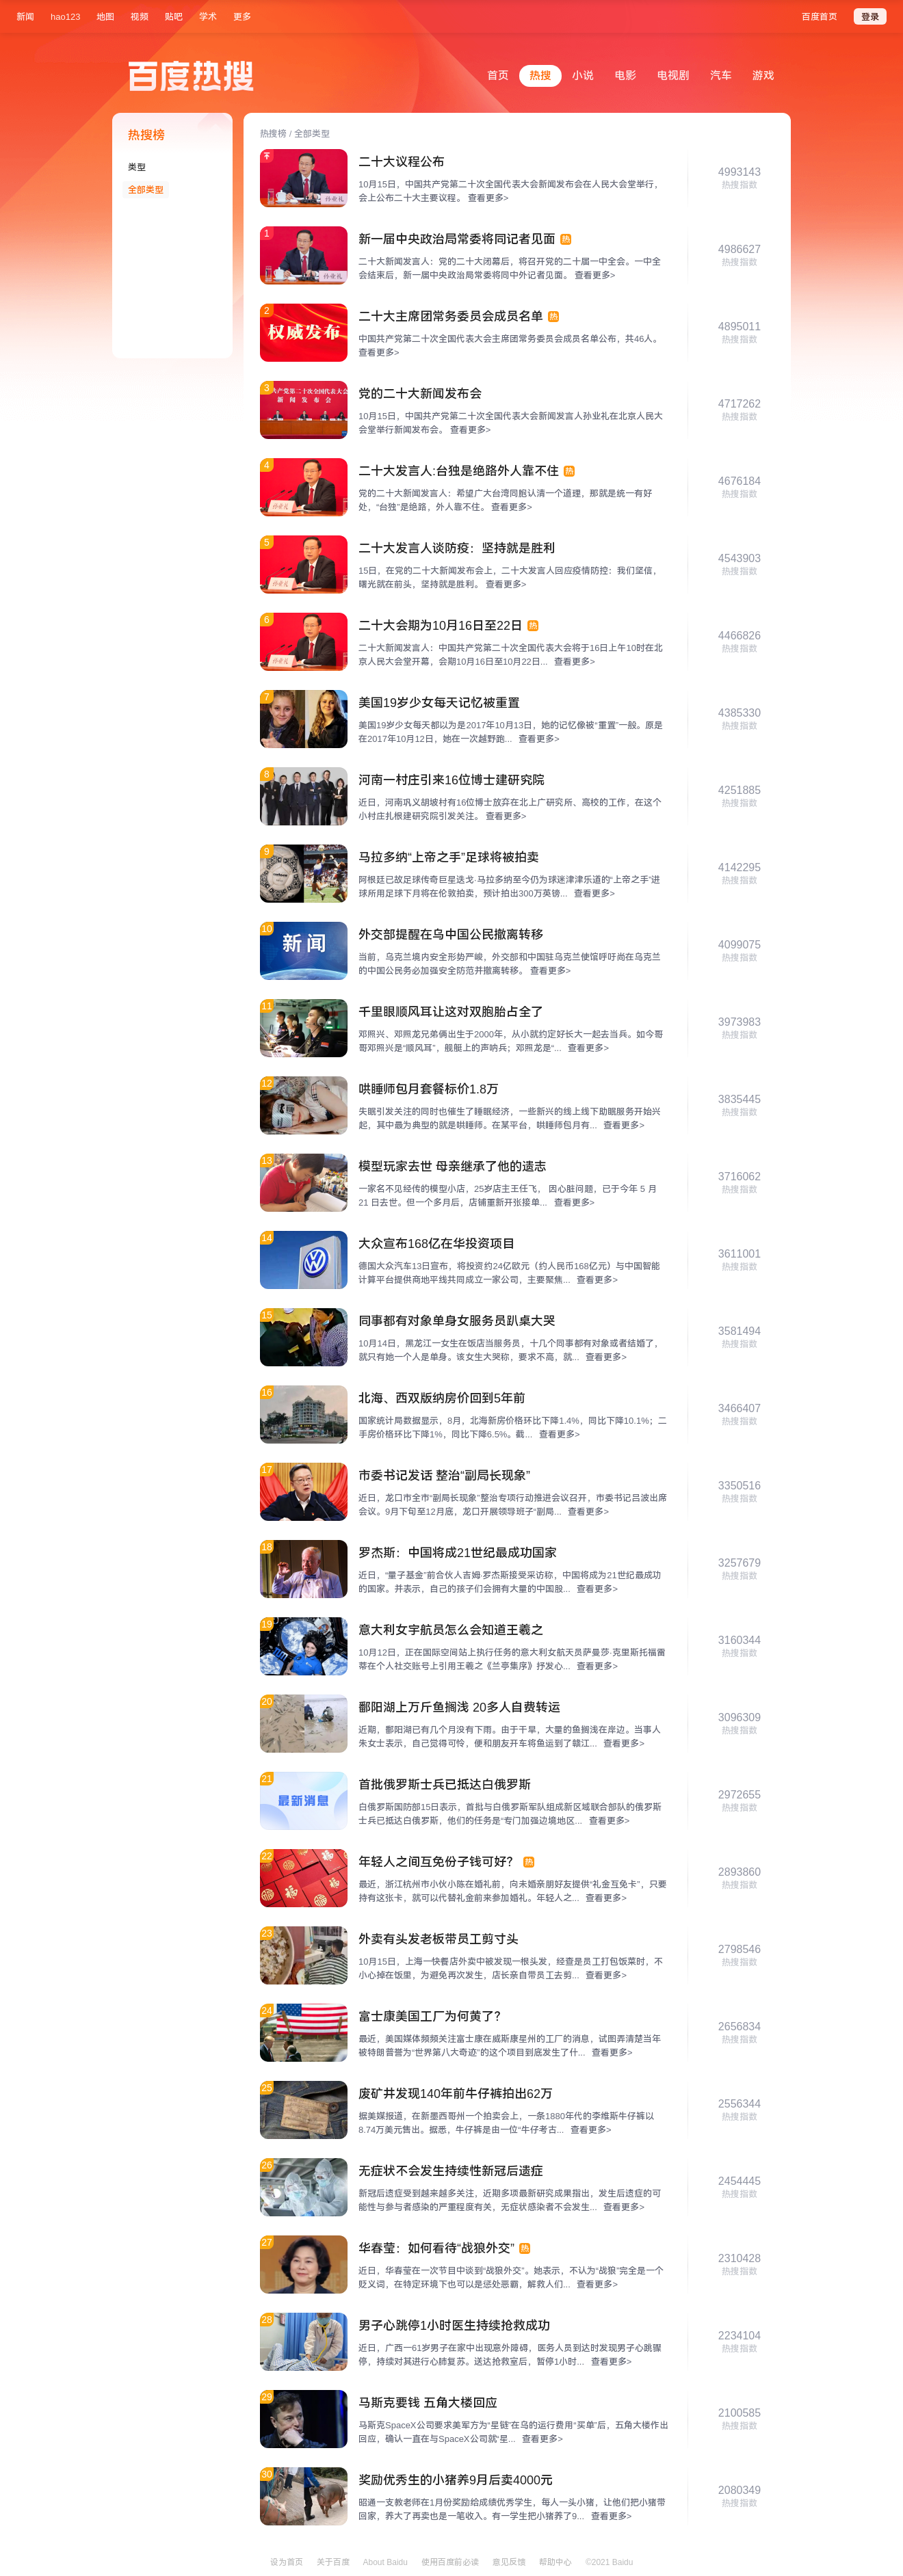 新闻 hao123 地图 视频 贴吧 学术 更多 百度首页 登录
百度热搜 首页 热搜 小说 电影 电视剧 汽车 游戏
热搜榜
类型
全部类型
热搜榜 / 全部类型
二十大议程公布
10月15日，中国共产党第二十次全国代表大会新闻发布会在人民大会堂举行，
会上公布二十大主要议程。 查看更多>
4993143
热搜指数
1
新一届中央政治局常委将同记者见面 热
二十大新闻发言人：党的二十大闭幕后，将召开党的二十届一中全会。一中全
会结束后，新一届中央政治局常委将同中外记者见面。 查看更多>
4986627
热搜指数
2
权威发布
二十大主席团常务委员会成员名单 热
中国共产党第二十次全国代表大会主席团常务委员会成员名单公布，共46人。
查看更多>
4895011
热搜指数
3
党的二十大新闻发布会
10月15日，中国共产党第二十次全国代表大会新闻发言人孙业礼在北京人民大
会堂举行新闻发布会。 查看更多>
4717262
热搜指数
4
二十大发言人:台独是绝路外人靠不住 热
党的二十大新闻发言人：希望广大台湾同胞认清一个道理，那就是统一有好
处，“台独”是绝路，外人靠不住。 查看更多>
4676184
热搜指数
5
二十大发言人谈防疫：坚持就是胜利
15日，在党的二十大新闻发布会上，二十大发言人回应疫情防控：我们坚信，
曙光就在前头，坚持就是胜利。 查看更多>
4543903
热搜指数
6
二十大会期为10月16日至22日 热
二十大新闻发言人：中国共产党第二十次全国代表大会将于16日上午10时在北
京人民大会堂开幕，会期10月16日至10月22日... 查看更多>
4466826
热搜指数
7
美国19岁少女每天记忆被重置
美国19岁少女每天都以为是2017年10月13日，她的记忆像被“重置”一般。原是
在2017年10月12日，她在一次越野跑... 查看更多>
4385330
热搜指数
8
河南一村庄引来16位博士建研究院
近日，河南巩义胡坡村有16位博士放弃在北上广研究所、高校的工作，在这个
小村庄扎根建研究院引发关注。 查看更多>
4251885
热搜指数
9
马拉多纳“上帝之手”足球将被拍卖
阿根廷已故足球传奇巨星迭戈·马拉多纳至今仍为球迷津津乐道的“上帝之手”进
球所用足球下月将在伦敦拍卖，预计拍出300万英镑... 查看更多>
4142295
热搜指数
10
新闻
外交部提醒在乌中国公民撤离转移
当前，乌克兰境内安全形势严峻，外交部和中国驻乌克兰使馆呼吁尚在乌克兰
的中国公民务必加强安全防范并撤离转移。 查看更多>
4099075
热搜指数
11
千里眼顺风耳让这对双胞胎占全了
邓照兴、邓照龙兄弟俩出生于2000年，从小就约定好长大一起去当兵。如今哥
哥邓照兴是“顺风耳”，舰艇上的声呐兵；邓照龙是“... 查看更多>
3973983
热搜指数
12
哄睡师包月套餐标价1.8万
失眠引发关注的同时也催生了睡眠经济，一些新兴的线上线下助眠服务开始兴
起，其中最为典型的就是哄睡师。在某平台，哄睡师包月有... 查看更多>
3835445
热搜指数
13
模型玩家去世 母亲继承了他的遗志
一家名不见经传的模型小店，25岁店主王任飞， 因心脏问题，已于今年 5 月
21 日去世。但一个多月后，店铺重新开张接单... 查看更多>
3716062
热搜指数
14
大众宣布168亿在华投资项目
德国大众汽车13日宣布，将投资约24亿欧元（约人民币168亿元）与中国智能
计算平台提供商地平线共同成立一家公司，主要聚焦... 查看更多>
3611001
热搜指数
15
同事都有对象单身女服务员趴桌大哭
10月14日，黑龙江一女生在饭店当服务员，十几个同事都有对象或者结婚了，
就只有她一个人是单身。该女生大哭称，要求不高，就... 查看更多>
3581494
热搜指数
16
北海、西双版纳房价回到5年前
国家统计局数据显示，8月，北海新房价格环比下降1.4%，同比下降10.1%；二
手房价格环比下降1%，同比下降6.5%。截... 查看更多>
3466407
热搜指数
17
市委书记发话 整治“副局长现象”
近日，龙口市全市“副局长现象”整治专项行动推进会议召开，市委书记吕波出席
会议。9月下旬至12月底，龙口开展领导班子“副局... 查看更多>
3350516
热搜指数
18
罗杰斯：中国将成21世纪最成功国家
近日，“量子基金”前合伙人吉姆·罗杰斯接受采访称，中国将成为21世纪最成功
的国家。并表示，自己的孩子们会拥有大量的中国股... 查看更多>
3257679
热搜指数
19
意大利女宇航员怎么会知道王羲之
10月12日，正在国际空间站上执行任务的意大利女航天员萨曼莎·克里斯托福雷
蒂在个人社交账号上引用王羲之《兰亭集序》抒发心... 查看更多>
3160344
热搜指数
20
鄱阳湖上万斤鱼搁浅 20多人自费转运
近期，鄱阳湖已有几个月没有下雨。由于干旱，大量的鱼搁浅在岸边。当事人
朱女士表示，自己觉得可怜，便和朋友开车将鱼运到了赣江... 查看更多>
3096309
热搜指数
21
最新消息
首批俄罗斯士兵已抵达白俄罗斯
白俄罗斯国防部15日表示，首批与白俄罗斯军队组成新区域联合部队的俄罗斯
士兵已抵达白俄罗斯，他们的任务是“专门加强边境地区... 查看更多>
2972655
热搜指数
22
年轻人之间互免份子钱可好？ 热
最近，浙江杭州市小伙小陈在婚礼前，向未婚亲朋好友提供“礼金互免卡”，只要
持有这张卡，就可以代替礼金前来参加婚礼。年轻人之... 查看更多>
2893860
热搜指数
23
外卖有头发老板带员工剪寸头
10月15日，上海一快餐店外卖中被发现一根头发，经查是员工打包饭菜时，不
小心掉在饭里，为避免再次发生，店长亲自带员工去剪... 查看更多>
2798546
热搜指数
24
富士康美国工厂为何黄了？
最近，美国媒体频频关注富士康在威斯康星州的工厂的消息，试图弄清楚当年
被特朗普誉为“世界第八大奇迹”的这个项目到底发生了什... 查看更多>
2656834
热搜指数
25
废矿井发现140年前牛仔裤拍出62万
据美媒报道，在新墨西哥州一个拍卖会上，一条1880年代的李维斯牛仔裤以
8.74万美元售出。据悉，牛仔裤是由一位“牛仔考古... 查看更多>
2556344
热搜指数
26
无症状不会发生持续性新冠后遗症
新冠后遗症受到越来越多关注，近期多项最新研究成果指出，发生后遗症的可
能性与参与者感染的严重程度有关，无症状感染者不会发生... 查看更多>
2454445
热搜指数
27
华春莹：如何看待“战狼外交” 热
近日，华春莹在一次节目中谈到“战狼外交”。她表示，不认为“战狼”完全是一个
贬义词，在特定环境下也可以是惩处恶霸，解救人们... 查看更多>
2310428
热搜指数
28
男子心跳停1小时医生持续抢救成功
近日，广西一61岁男子在家中出现意外障碍，医务人员到达时发现男子心跳骤
停，持续对其进行心肺复苏。送达抢救室后，暂停1小时... 查看更多>
2234104
热搜指数
29
马斯克要钱 五角大楼回应
马斯克SpaceX公司要求美军方为“星链”在乌的运行费用“买单”后，五角大楼作出
回应，确认一直在与SpaceX公司就“星... 查看更多>
2100585
热搜指数
30
奖励优秀生的小猪养9月后卖4000元
昭通一支教老师在1月份奖励给成绩优秀学生，每人一头小猪，让他们把小猪带
回家，养大了再卖也是一笔收入。有一学生把小猪养了9... 查看更多>
2080349
热搜指数
设为首页 关于百度 About Baidu 使用百度前必读 意见反馈 帮助中心 ©2021 Baidu